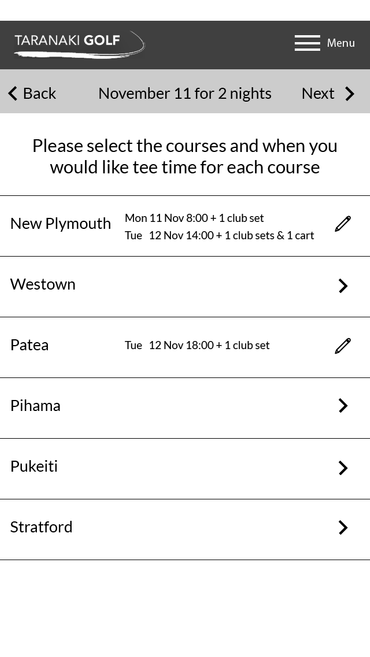 TARANAKI GOLF
Menu
Back
November 11 for 2 nights
Next
Please select the courses and when you
would like tee time for each course
New Plymouth
Mon 11 Nov 8:00 + 1 club set
Tue 12 Nov 14:00 + 1 club sets & 1 cart
Westown
Patea
Tue 12 Nov 18:00 + 1 club set
Pihama
Pukeiti
Stratford